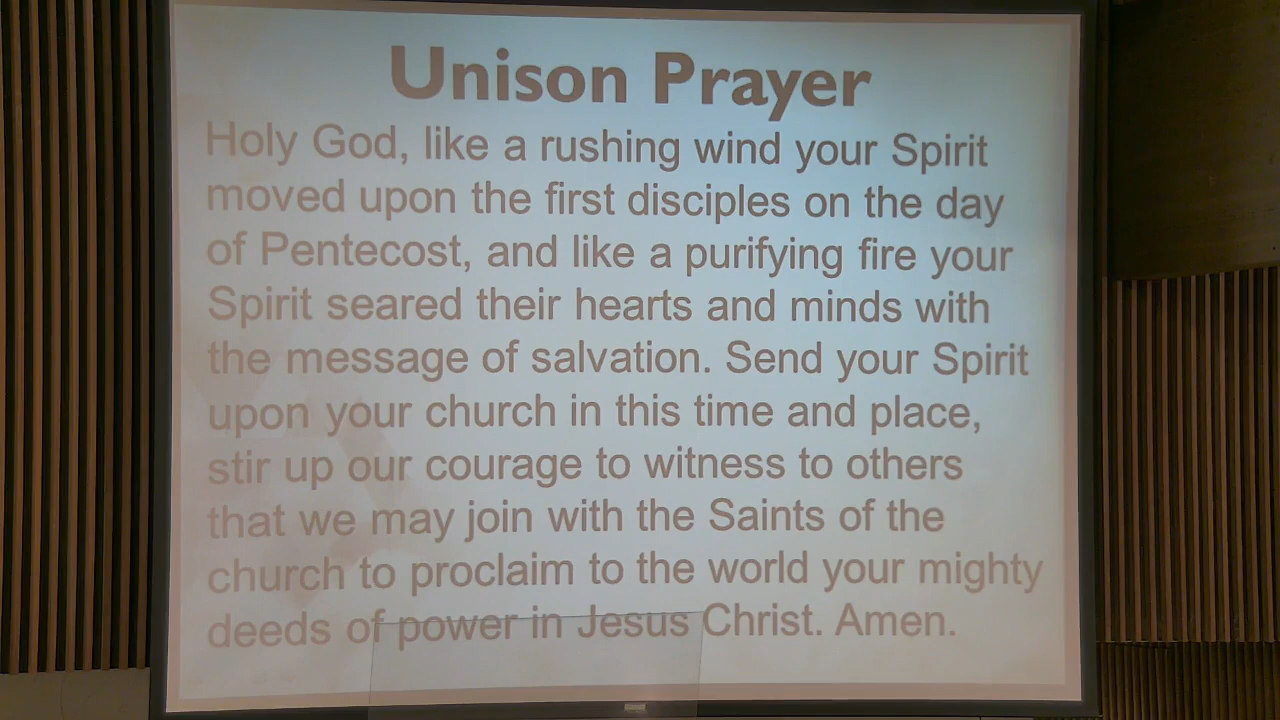 Unison Prayer
Holy God, like a rushing wind your Spirit
moved upon the first disciples on the day
of Pentecost, and like a purifying fire your
Spirit seared their hearts and minds with
the message of salvation. Send your Spirit
upon your church in this time and place,
stir up our courage to witness to others
that we may join with the Saints of the
church to proclaim to the world your mighty
deeds of power in Jesus Christ. Amen.